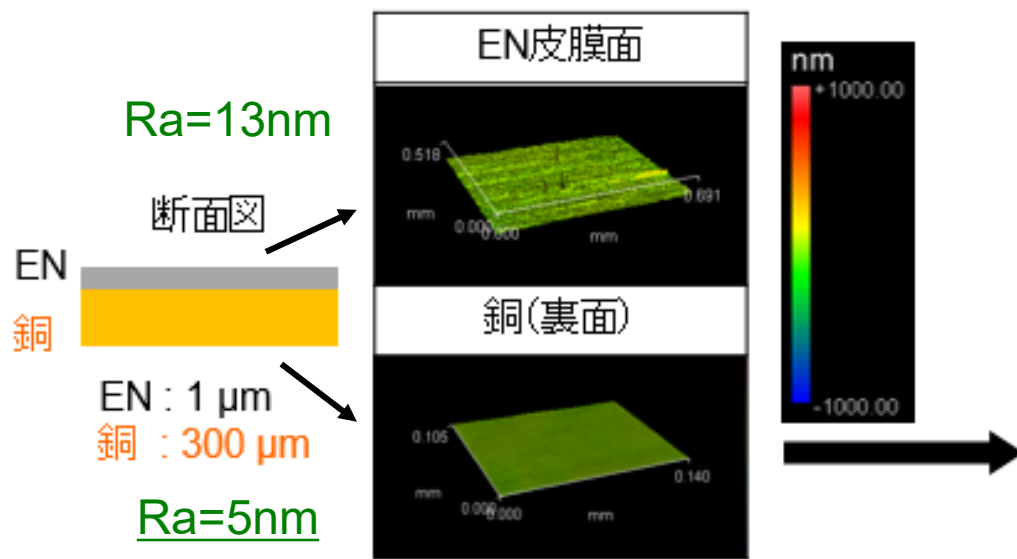 EN皮膜面
Ra=13nm
0.518
0.691
mm
0.000
0.000
mm
断面図
EN
銅
EN : 1 μm
銅 : 300 μm
Ra=5nm
銅(裏面)
0.105
0.140
mm
0.000
0.000
mm
nm
+1000.00
-1000.00